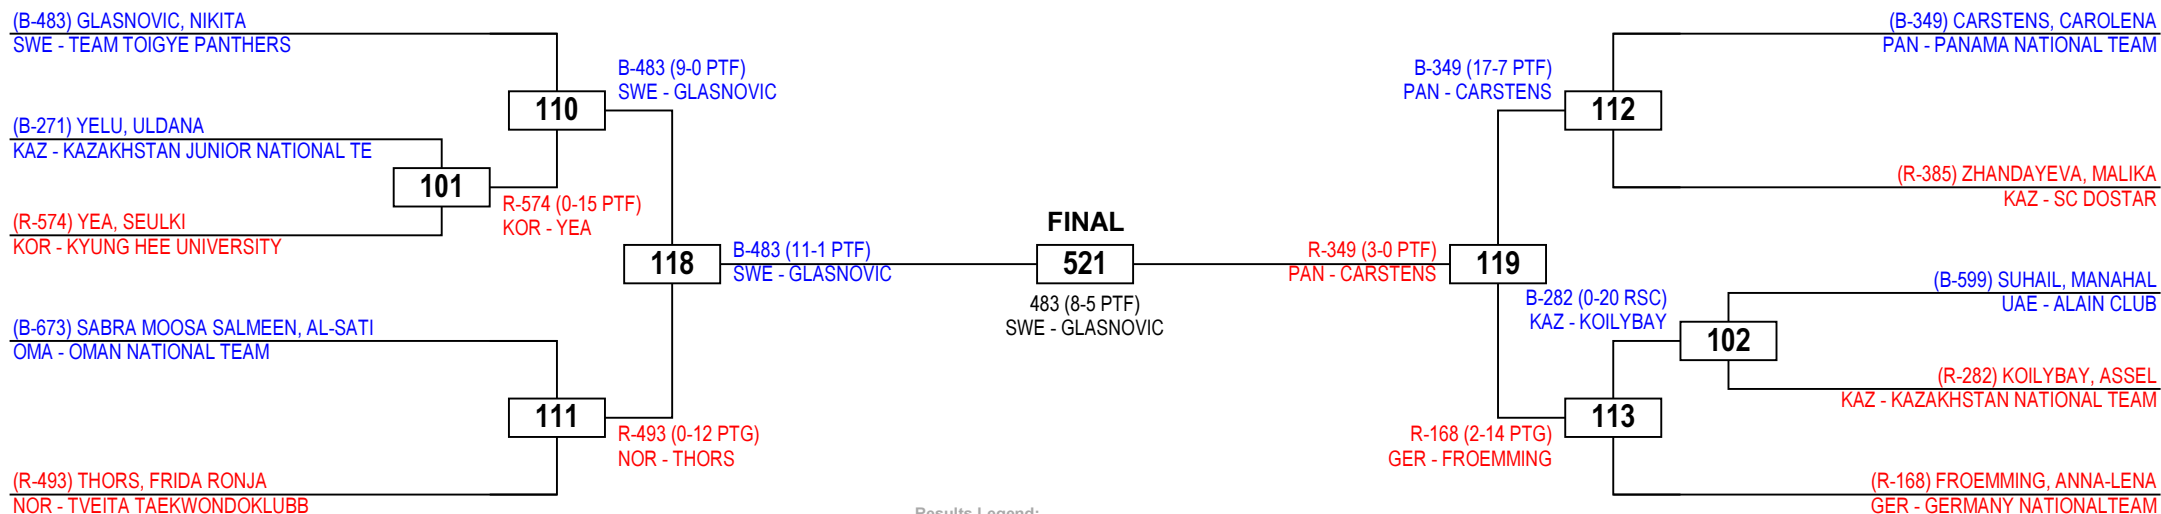 (B-483) GLASNOVIC, NIKITA
SWE - TEAM TOIGYE PANTHERS
B-483 (9-0 PTF)
SWE - GLASNOVIC
110
(B-271) YELU, ULDANA
KAZ - KAZAKHSTAN JUNIOR NATIONAL TE
101
R-574 (0-15 PTF)
KOR - YEA
(R-574) YEA, SEULKI
KOR - KYUNG HEE UNIVERSITY
118
B-483 (11-1 PTF)
SWE - GLASNOVIC
(B-673) SABRA MOOSA SALMEEN, AL-SATI
OMA - OMAN NATIONAL TEAM
111
R-493 (0-12 PTG)
NOR - THORS
(R-493) THORS, FRIDA RONJA
NOR - TVEITA TAEKWONDOKLUBB
FINAL
521
483 (8-5 PTF)
SWE - GLASNOVIC
(B-349) CARSTENS, CAROLENA
PAN - PANAMA NATIONAL TEAM
B-349 (17-7 PTF)
PAN - CARSTENS
112
(R-385) ZHANDAYEVA, MALIKA
KAZ - SC DOSTAR
R-349 (3-0 PTF)
PAN - CARSTENS
119
(B-599) SUHAIL, MANAHAL
UAE - ALAIN CLUB
B-282 (0-20 RSC)
KAZ - KOILYBAY
102
(R-282) KOILYBAY, ASSEL
KAZ - KAZAKHSTAN NATIONAL TEAM
113
R-168 (2-14 PTG)
GER - FROEMMING
(R-168) FROEMMING, ANNA-LENA
GER - GERMANY NATIONALTEAM
Results Legend: